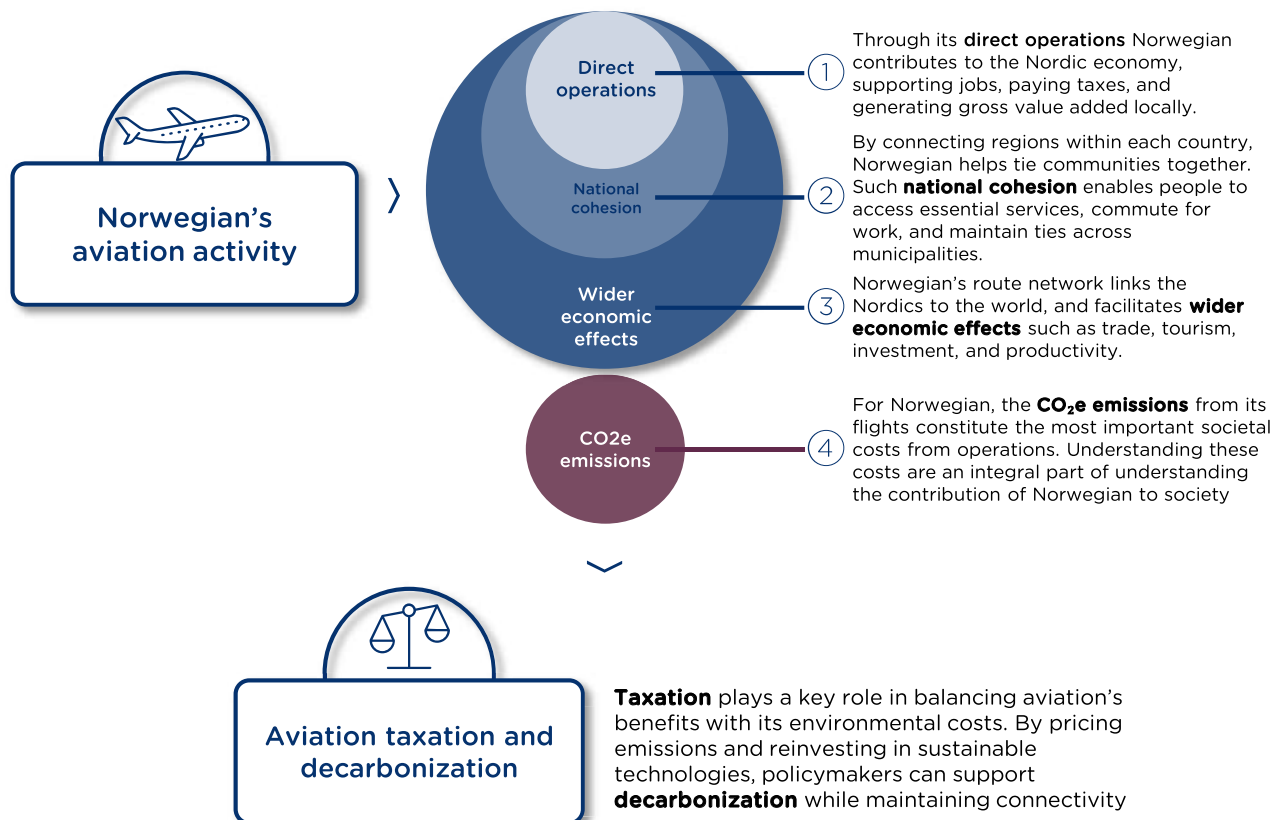 Norwegian's
aviation activity
Direct
operations
National
cohesion
Wider
economic
effects
CO2e
emissions
1
Through its direct operations Norwegian
contributes to the Nordic economy,
supporting jobs, paying taxes, and
generating gross value added locally.
2
By connecting regions within each country,
Norwegian helps tie communities together.
Such national cohesion enables people to
access essential services, commute for
work, and maintain ties across
municipalities.
3
Norwegian's route network links the
Nordics to the world, and facilitates wider
economic effects such as trade, tourism,
investment, and productivity.
4
For Norwegian, the CO₂e emissions from its
flights constitute the most important societal
costs from operations. Understanding these
costs are an integral part of understanding
the contribution of Norwegian to society
Aviation taxation and
decarbonization
Taxation plays a key role in balancing aviation's
benefits with its environmental costs. By pricing
emissions and reinvesting in sustainable
technologies, policymakers can support
decarbonization while maintaining connectivity